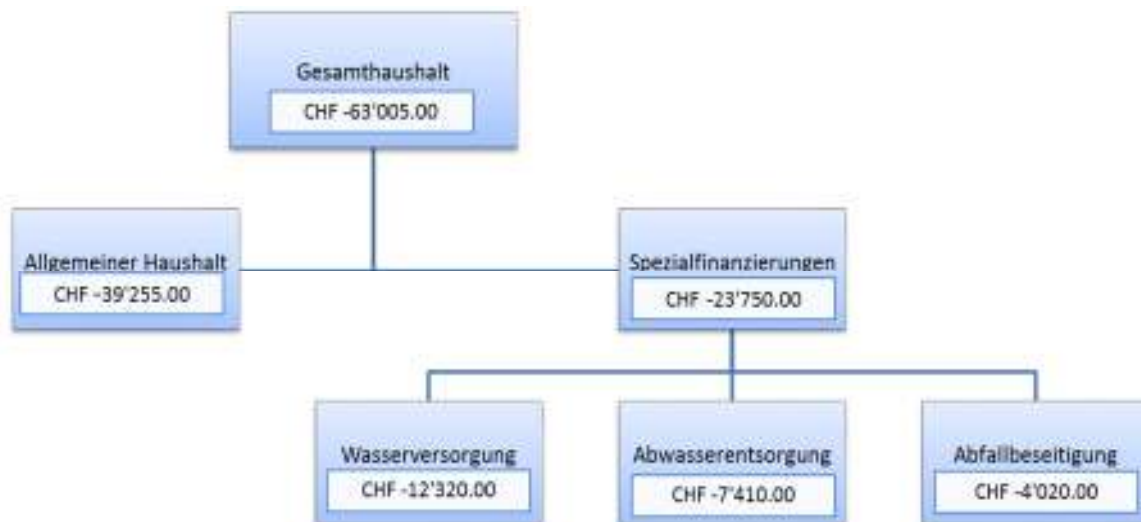 Gesamthaushalt
CHF -63'005.00
Allgemeiner Haushalt
CHF -39'255.00
Spezialfinanzierungen
CHF -23'750.00
Wasserversorgung
CHF -12'320.00
Abwasserentsorgung
CHF -7'410.00
Abfallbeseitigung
CHF -4'020.00